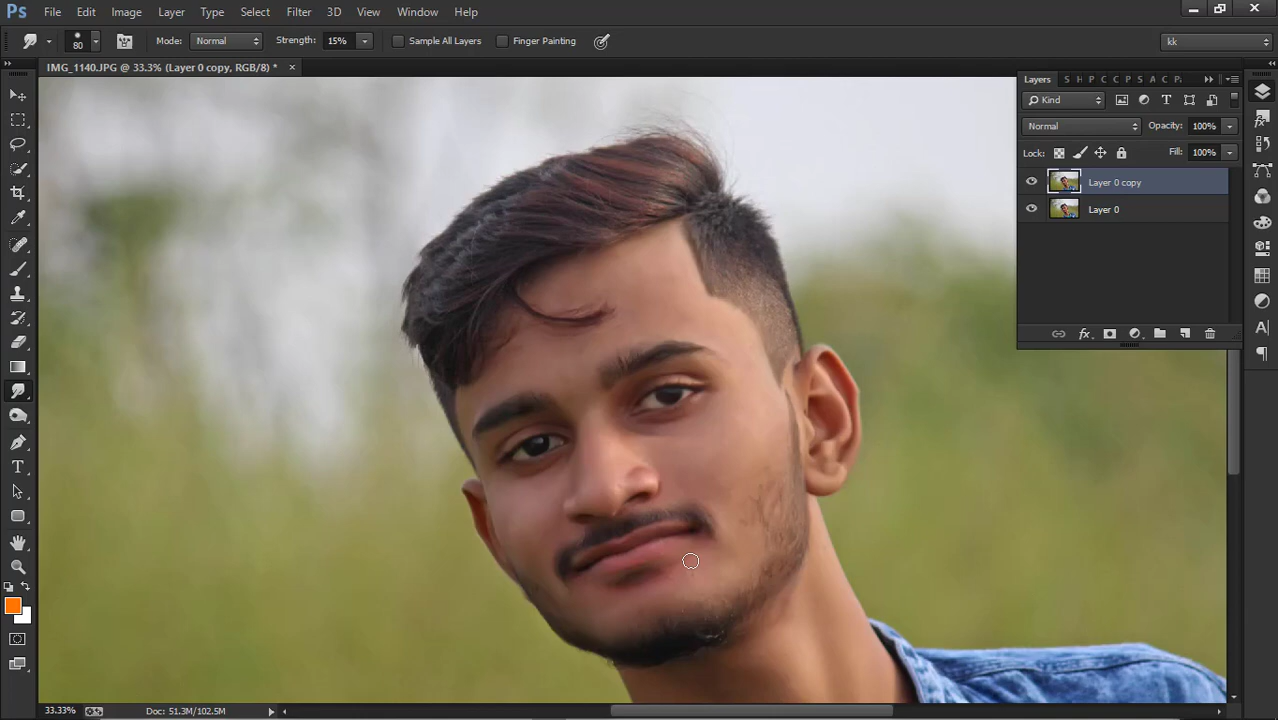 Ps File Edit Image Layer Type Select Filter 3D View Window Help
80 Mode: Normal Strength: 15% Sample All Layers Finger Painting kk
IMG_1140.JPG @ 33.3% (Layer 0 copy, RGB/8) * ×
Layers S H P C C P S A C
Kind T
Normal Opacity: 100%
Lock: Fill: 100%
Layer 0 copy
Layer 0
fx
A
T
33.33% Doc: 51.3M/102.5M